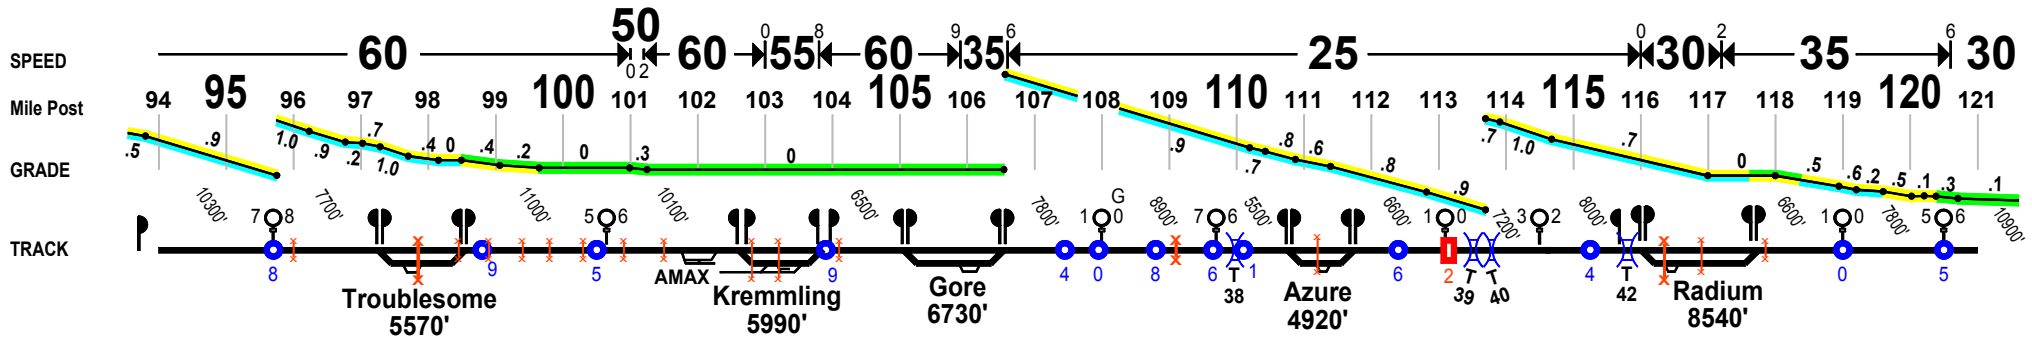 50
0 8 9 6 0 2 6
SPEED 60 60 55 60 35 25 30 35 30
0 2
Mile Post 94 95 96 97 98 99 100 101 102 103 104 105 106 107 108 109 110 111 112 113 114 115 116 117 118 119 120 121
GRADE .5 .9 1.0 .9 .2 .7 1.0 .4 0 .4 .2 0 .3 0 .9 .7 .8 .6 .8 .9 .7 1.0 .7 0 .5 .6 .2 .5 .1 .3 .1
10300' 7700' 11000' 10100' 6500' 7800' 8900' 5500' 6600' 7200' 8000' 6600' 7800' 10900'
G
7 8 5 6 1 0 7 6 1 0 3 2 1 0 5 6
TRACK
8 9 5 AMAX 9 4 0 8 6 T 1 6 2 T T 4 T 0 5
38 39 40 42
Troublesome Kremmling Gore Azure Radium
5570' 5990' 6730' 4920' 8540'